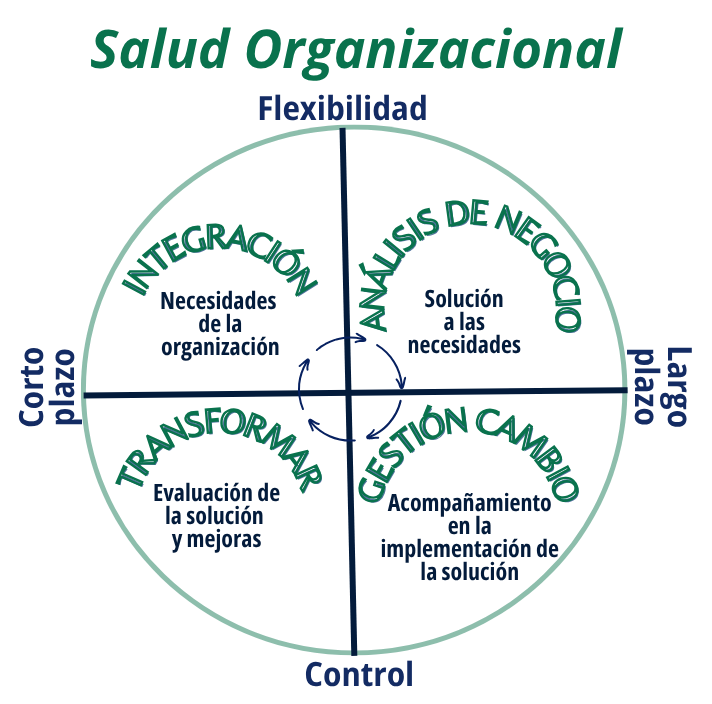 Salud Organizacional
Flexibilidad
INTEGRACIÓN
Necesidades
de la
organización
ANÁLISIS DE NEGOCIO
Solución
a las
necesidades
Corto
plazo
Largo
plazo
TRANSFORMAR
Evaluación de
la solución
y mejoras
GESTIÓN CAMBIO
Acompañamiento
en la
implementación de
la solución
Control